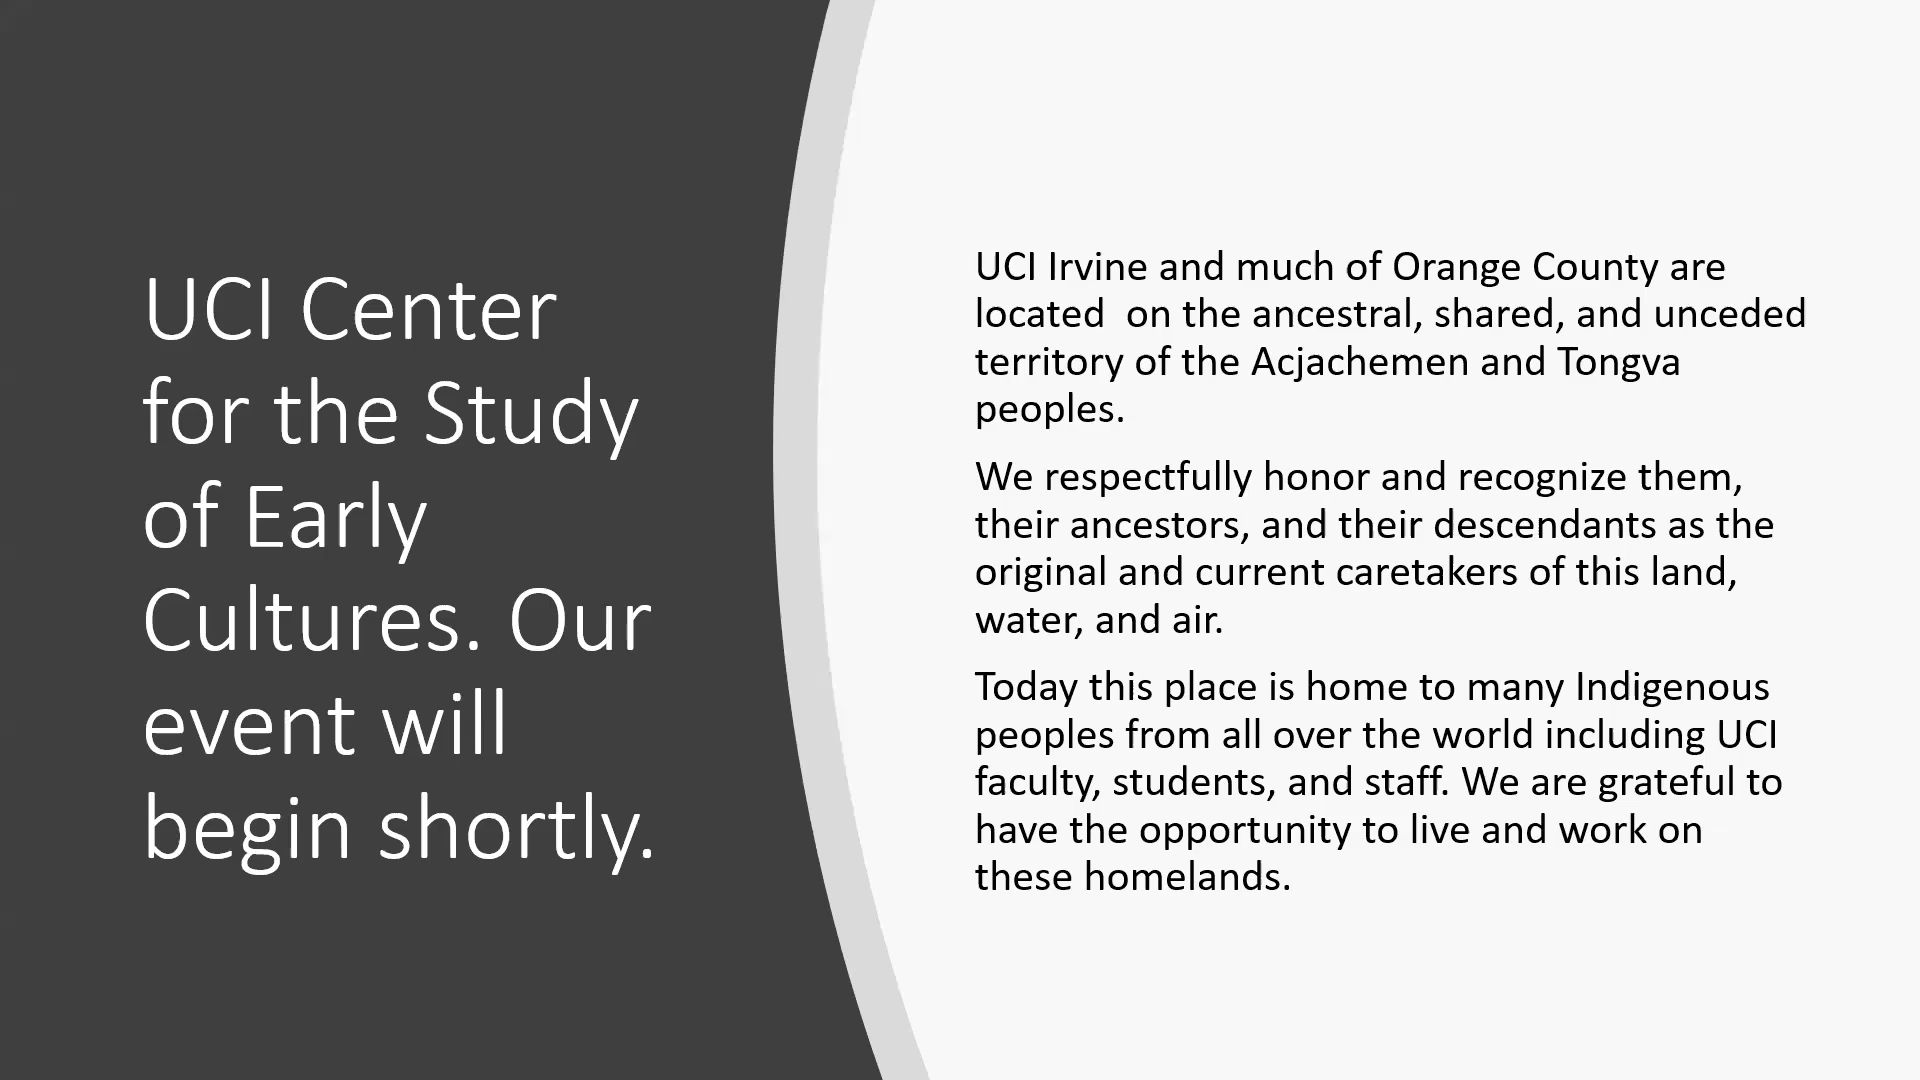 UCI Center
for the Study
of Early
Cultures. Our
event will
begin shortly.
UCI Irvine and much of Orange County are
located  on the ancestral, shared, and unceded
territory of the Acjachemen and Tongva
peoples.
We respectfully honor and recognize them,
their ancestors, and their descendants as the
original and current caretakers of this land,
water, and air.
Today this place is home to many Indigenous
peoples from all over the world including UCI
faculty, students, and staff. We are grateful to
have the opportunity to live and work on
these homelands.